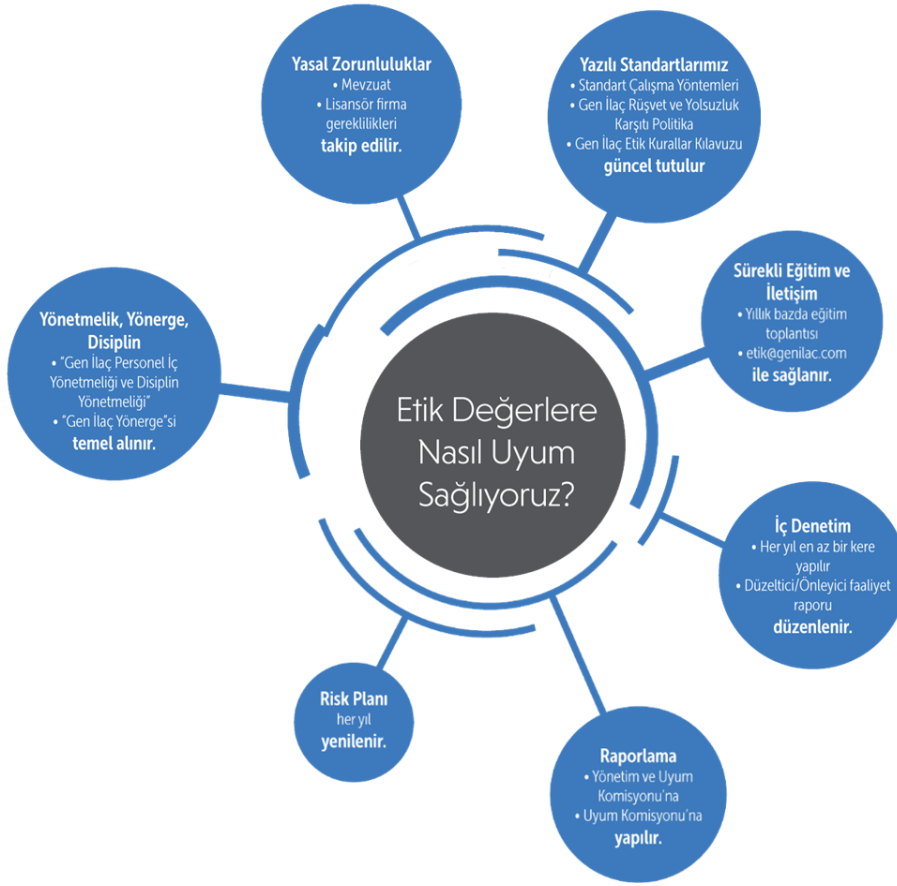 Yasal Zorunluluklar
• Mevzuat
• Lisansör firma
gereklilikleri
takip edilir.
Yazılı Standartlarımız
• Standart Çalışma Yöntemleri
• Gen İlaç Rüşvet ve Yolsuzluk
Karşıtı Politika
• Gen İlaç Etik Kurallar Kılavuzu
güncel tutulur
Sürekli Eğitim ve
İletişim
• Yıllık bazda eğitim
toplantısı
• etik@genilac.com
ile sağlanır.
Yönetmelik, Yönerge,
Disiplin
• "Gen İlaç Personel İç
Yönetmeliği ve Disiplin
Yönetmeliği"
• "Gen İlaç Yönerge"si
temel alınır.
Etik Değerlere
Nasıl Uyum
Sağlıyoruz?
İç Denetim
• Her yıl en az bir kere
yapılır
• Düzeltici/Önleyici faaliyet
raporu
düzenlenir.
Risk Planı
her yıl
yenilenir.
Raporlama
• Yönetim ve Uyum
Komisyonu'na
• Uyum Komisyonu'na
yapılır.